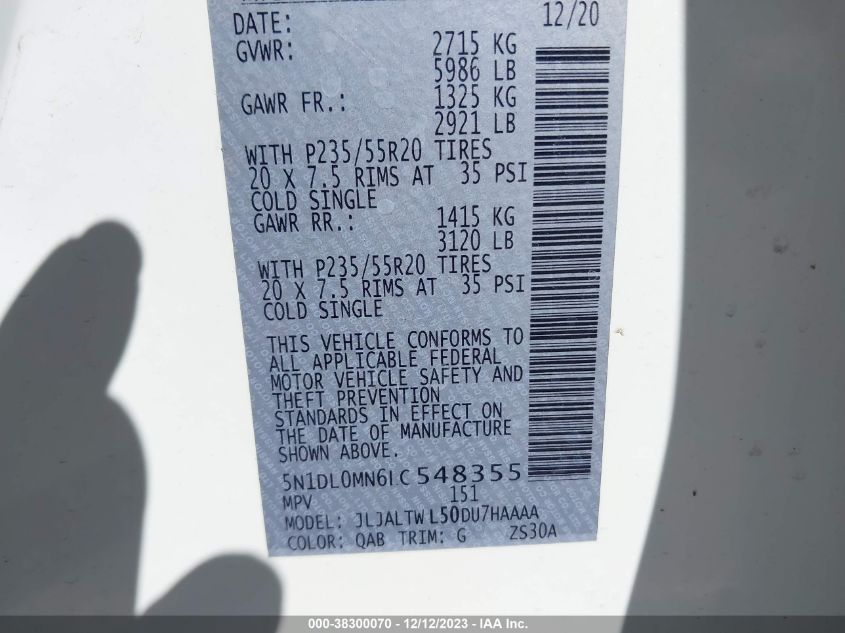 DATE: 12/20
GVWR: 2715 KG
5986 LB
GAWR FR.: 1325 KG
2921 LB
WITH P235/55R20 TIRES
20 X 7.5 RIMS AT 35 PSI
COLD SINGLE
GAWR RR.: 1415 KG
3120 LB
WITH P235/55R20 TIRES
20 X 7.5 RIMS AT 35 PSI
COLD SINGLE
THIS VEHICLE CONFORMS TO
ALL APPLICABLE FEDERAL
MOTOR VEHICLE SAFETY AND
THEFT PREVENTION
STANDARDS IN EFFECT ON
THE DATE OF MANUFACTURE
SHOWN ABOVE.
5N1DL0MN6LC548355
MPV 151
MODEL: JLJALTWL50DU7HAAAA
COLOR: QAB TRIM: G ZS30A
000-38300070 - 12/12/2023 - IAA Inc.